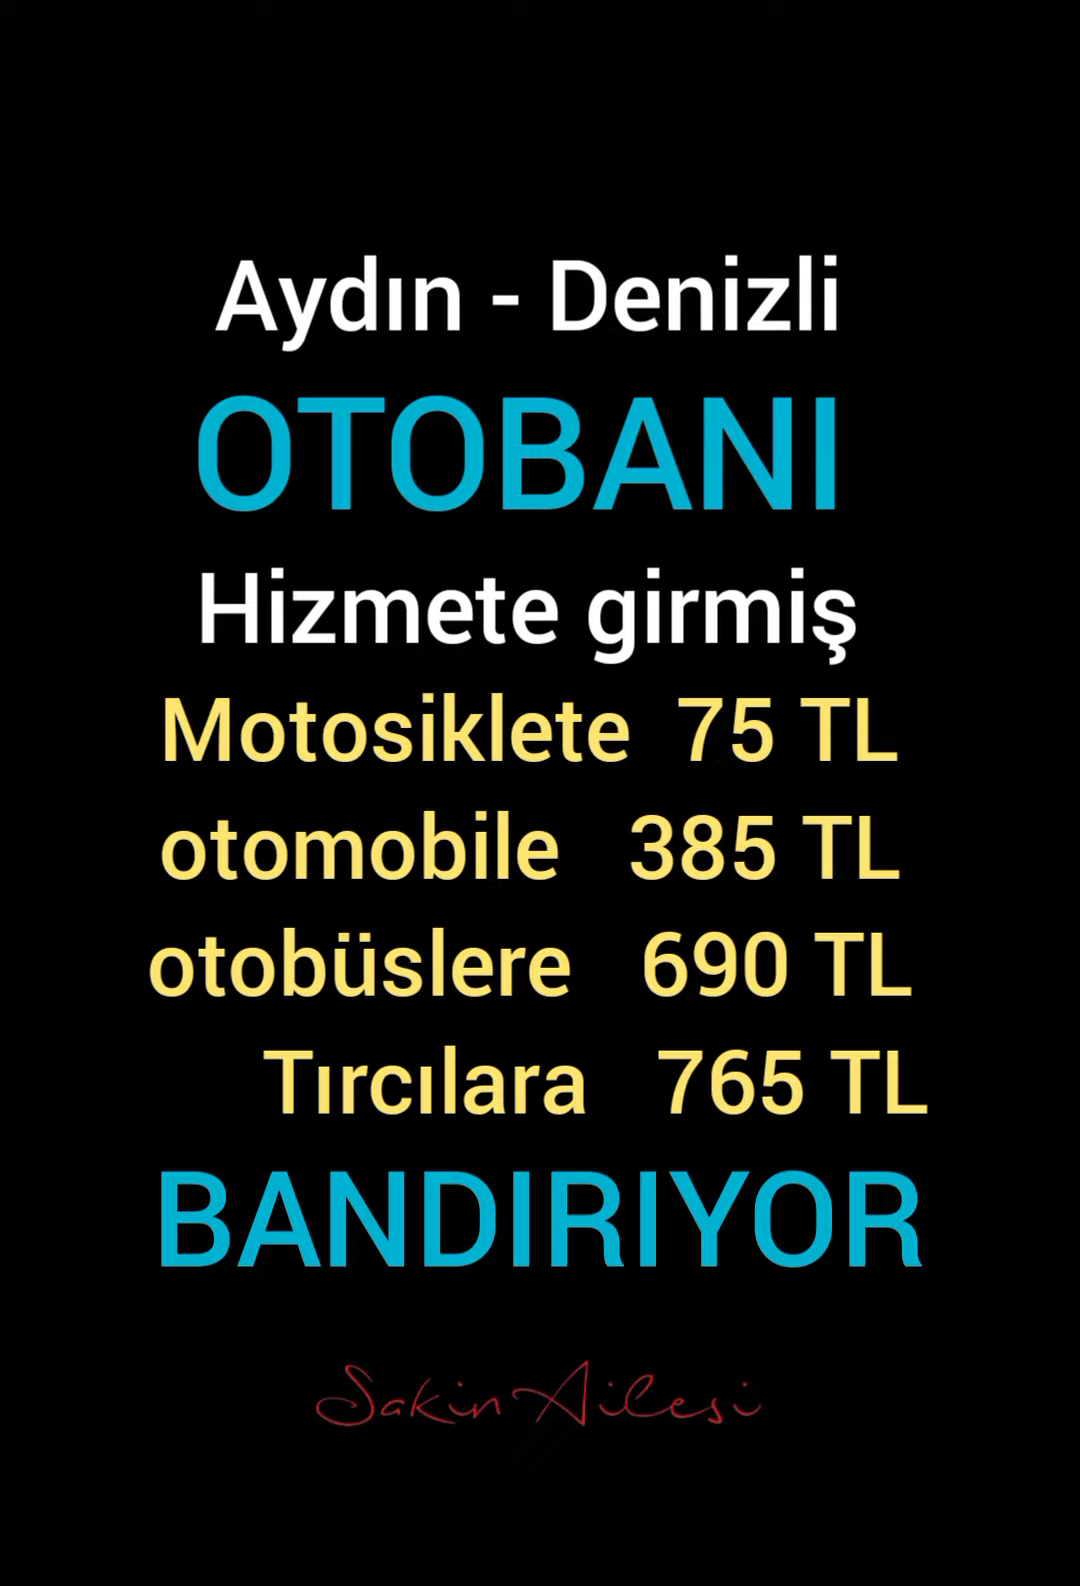 Aydın - Denizli
OTOBANI
Hizmete girmiş
Motosiklete 75 TL
otomobile 385 TL
otobüslere 690 TL
Tırcılara 765 TL
BANDIRIYOR
Sakin Ailesi